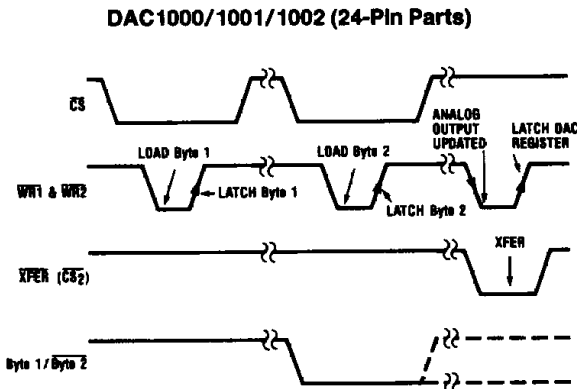 DAC1000/1001/1002 (24-Pin Parts)
CS
ANALOG
OUTPUT
UPDATED
LATCH DAC
REGISTER
LOAD Byte 1
LOAD Byte 2
WR1 & WR2
LATCH Byte 1
LATCH Byte 2
XFER
XFER (CS2)
Byte 1/Byte 2